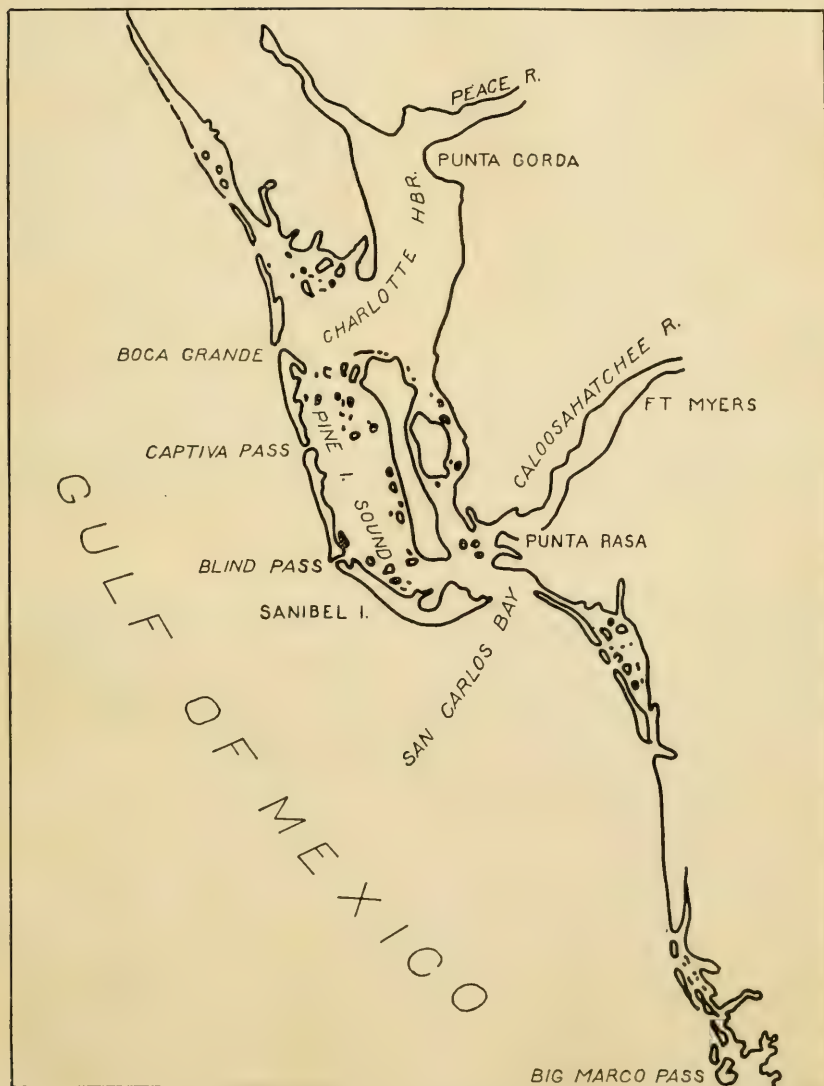 PEACE R.
PUNTA GORDA
CHARLOTTE HBR.
BOCA GRANDE
CALOOSAHATCHEE R.
FT MYERS
CAPTIVA PASS
PINE I. SOUND
PUNTA RASA
BLIND PASS
SANIBEL I.
SAN CARLOS BAY
GULF OF MEXICO
BIG MARCO PASS